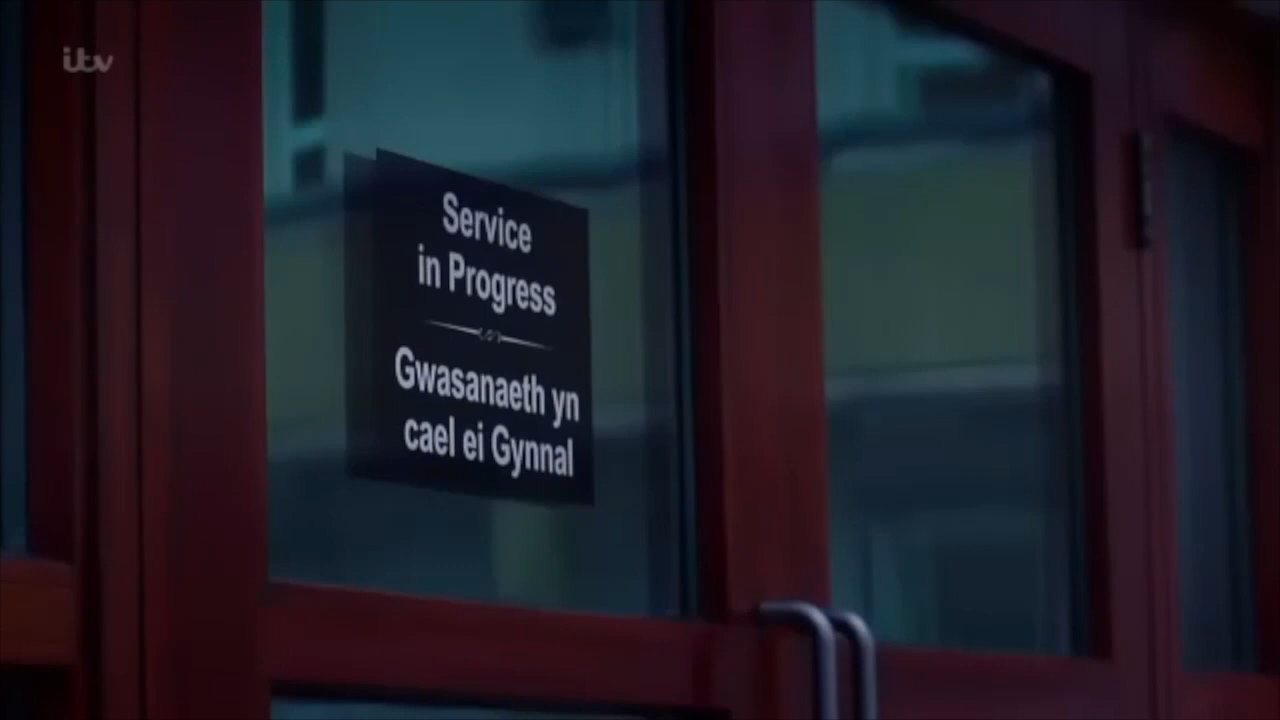 itv
Service
in Progress
Gwasanaeth yn
cael ei Gynnal